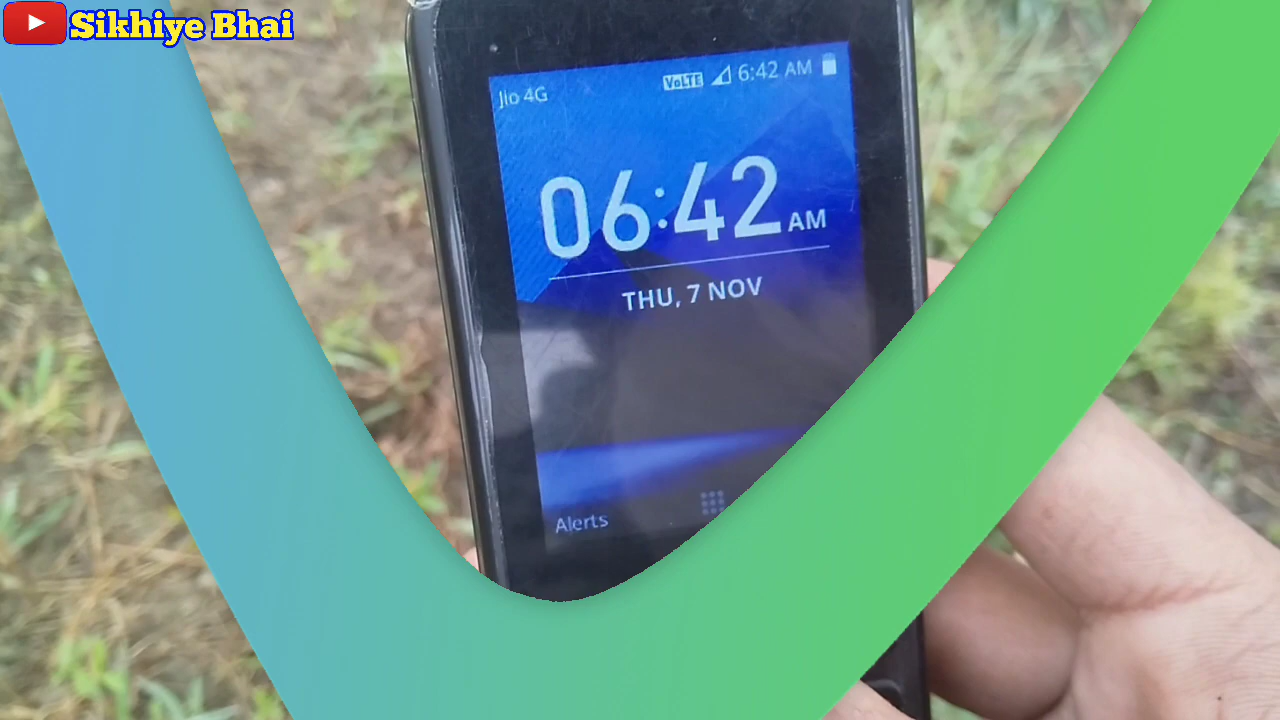 Sikhiye Bhai
Jio 4G VoLTE 6:42 AM
06:42 AM
THU, 7 NOV
Alerts